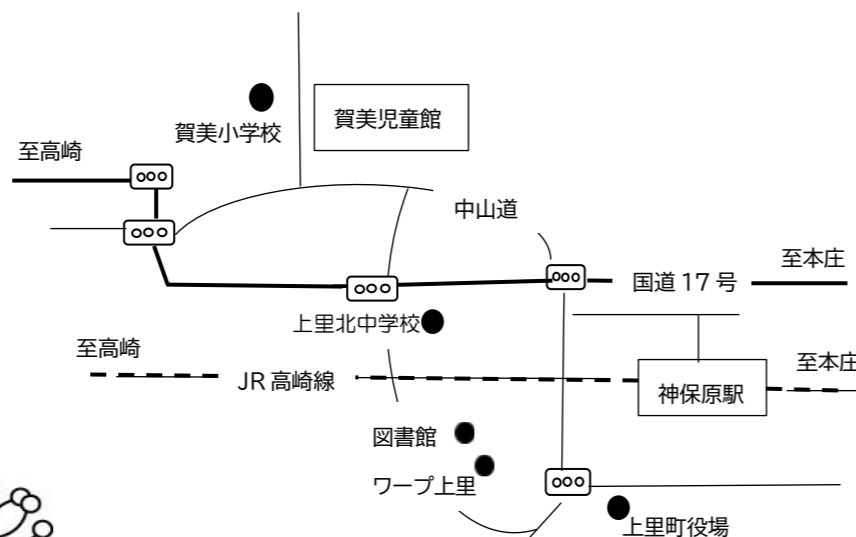 賀美児童館
賀美小学校
至高崎
中山道
至本庄
国道 17 号
上里北中学校
至高崎
至本庄
JR 高崎線
神保原駅
図書館
ワープ上里
上里町役場